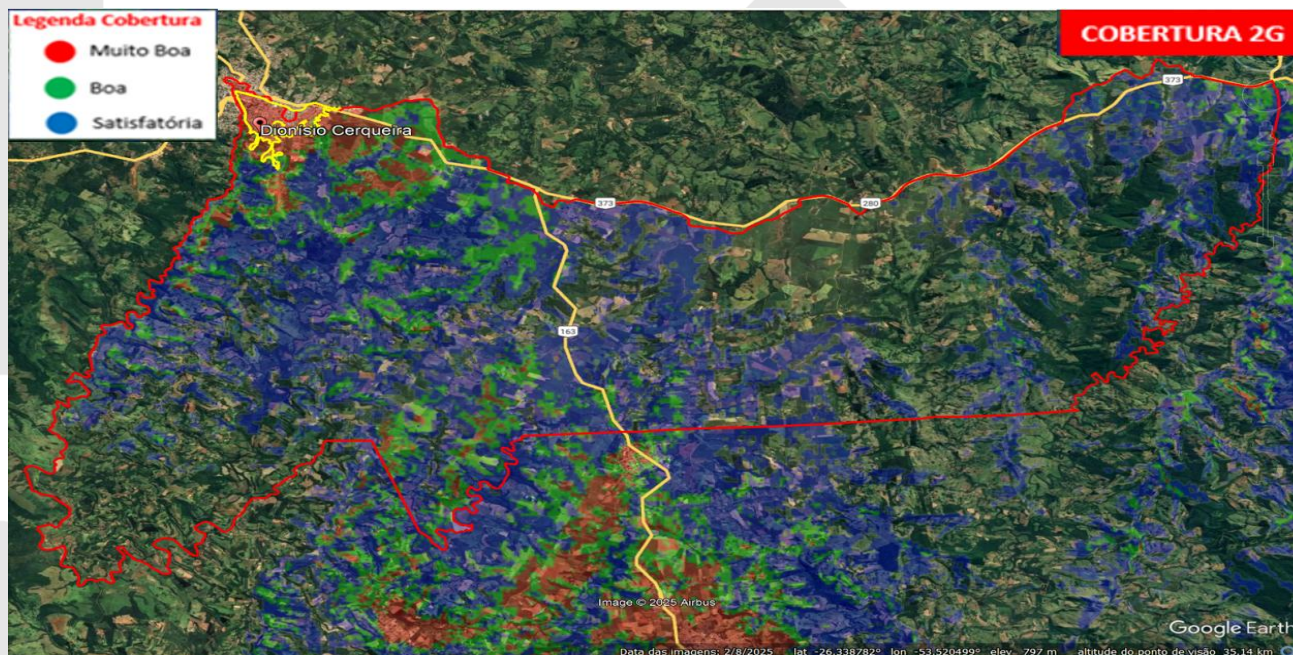 Legenda Cobertura
Muito Boa
Boa
Satisfatória
COBERTURA 2G
373
Dionísio Cerqueira
373
280
163
Image © 2025 Airbus
Google Earth
Data das imagens: 2/8/2025 lat -26.338782° lon -53.520499° elev 797 m altitude do ponto de visão 35.14 km